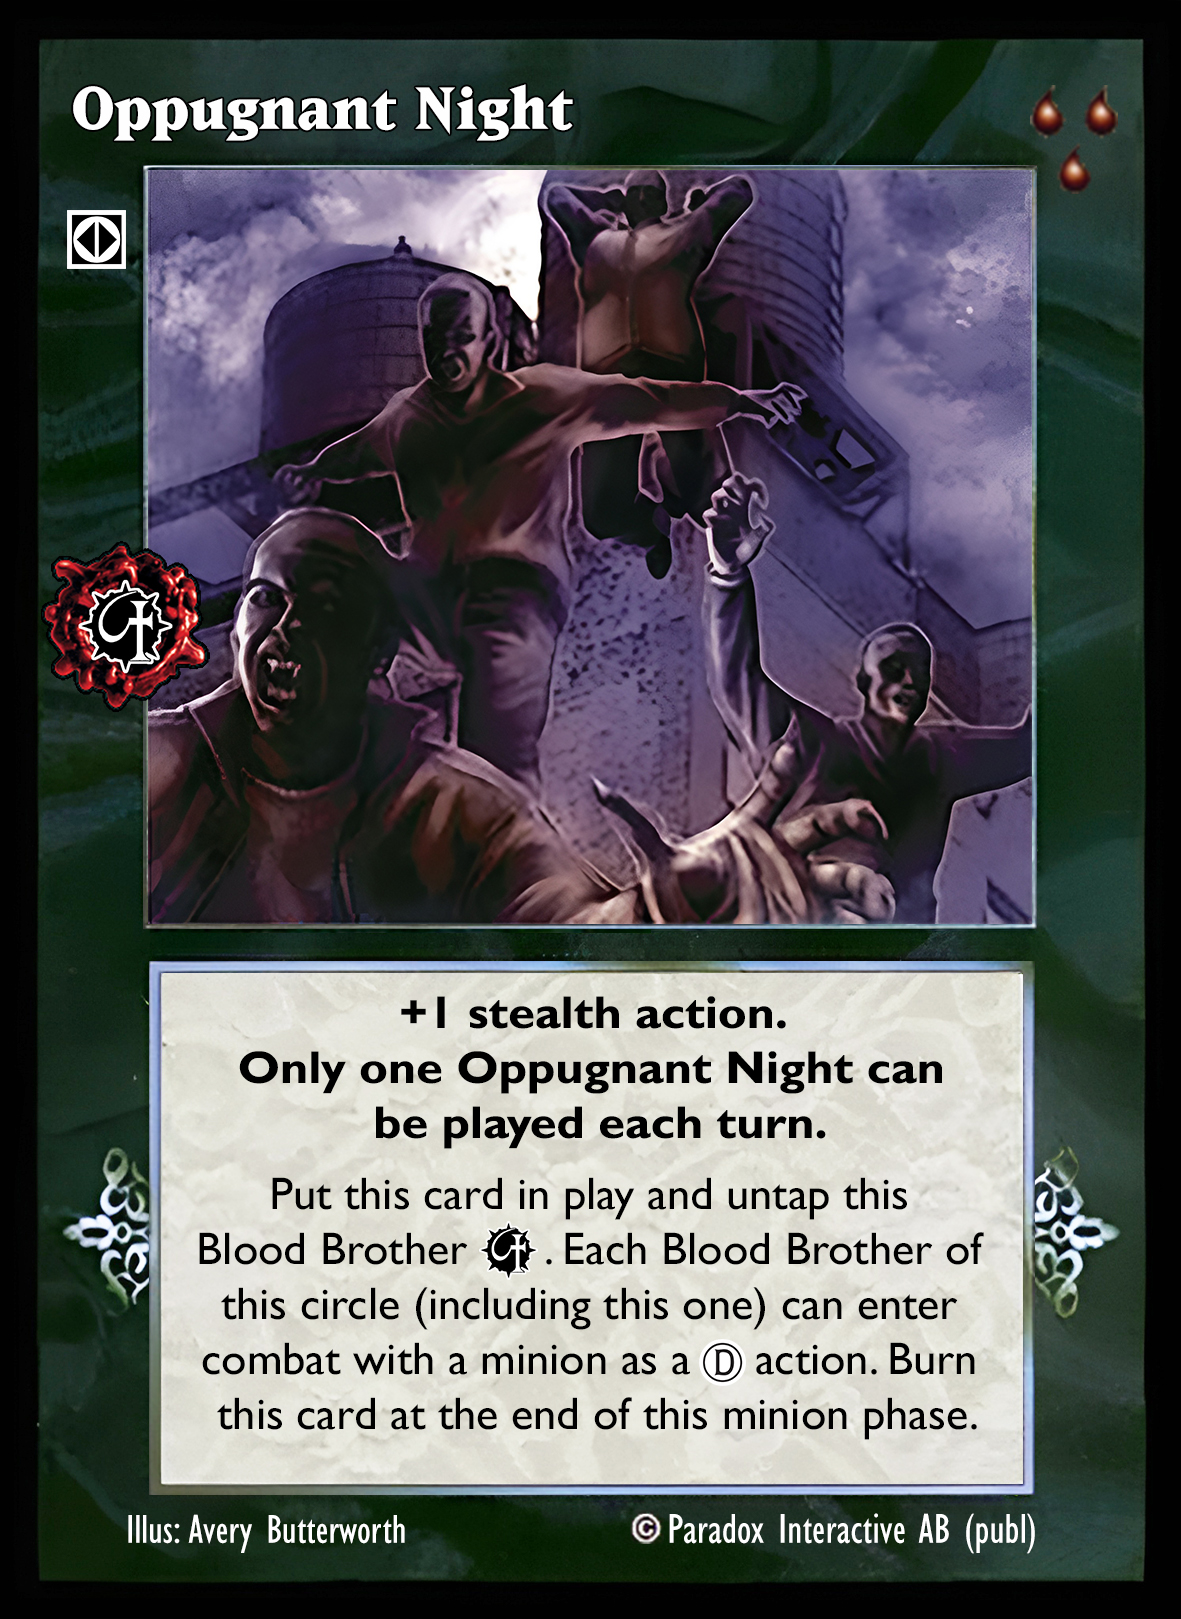 Oppugnant Night
+1 stealth action.
Only one Oppugnant Night can
be played each turn.
Put this card in play and untap this
Blood Brother . Each Blood Brother of
this circle (including this one) can enter
combat with a minion as a Ⓓ action. Burn
this card at the end of this minion phase.
Illus: Avery Butterworth
© Paradox Interactive AB (publ)